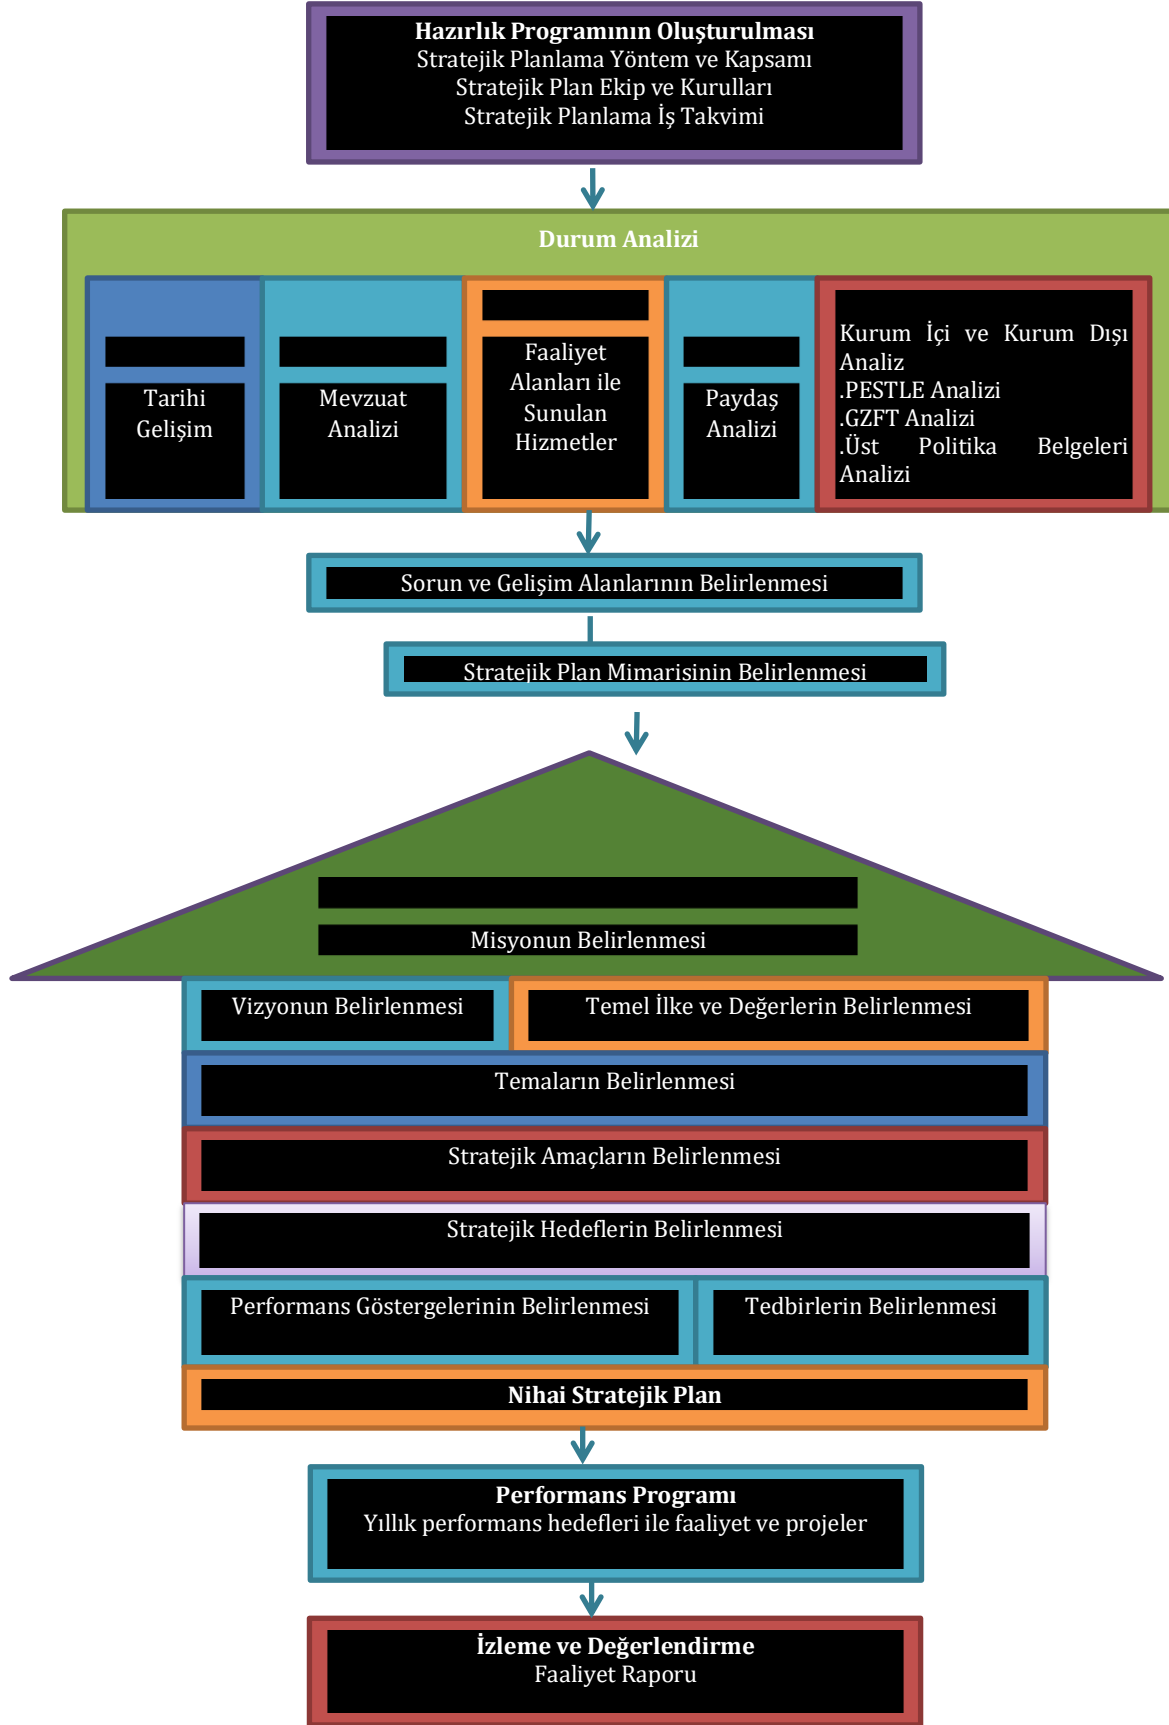 Hazırlık Programının Oluşturulması
Stratejik Planlama Yöntem ve Kapsamı
Stratejik Plan Ekip ve Kurulları
Stratejik Planlama İş Takvimi
Durum Analizi
Tarihi
Gelişim
Mevzuat
Analizi
Faaliyet
Alanları ile
Sunulan
Hizmetler
Paydaş
Analizi
Kurum İçi ve Kurum Dışı
Analiz
.PESTLE Analizi
.GZFT Analizi
.Üst Politika Belgeleri
Analizi
Sorun ve Gelişim Alanlarının Belirlenmesi
Stratejik Plan Mimarisinin Belirlenmesi
Misyonun Belirlenmesi
Vizyonun Belirlenmesi
Temel İlke ve Değerlerin Belirlenmesi
Temaların Belirlenmesi
Stratejik Amaçların Belirlenmesi
Stratejik Hedeflerin Belirlenmesi
Performans Göstergelerinin Belirlenmesi
Tedbirlerin Belirlenmesi
Nihai Stratejik Plan
Performans Programı
Yıllık performans hedefleri ile faaliyet ve projeler
İzleme ve Değerlendirme
Faaliyet Raporu